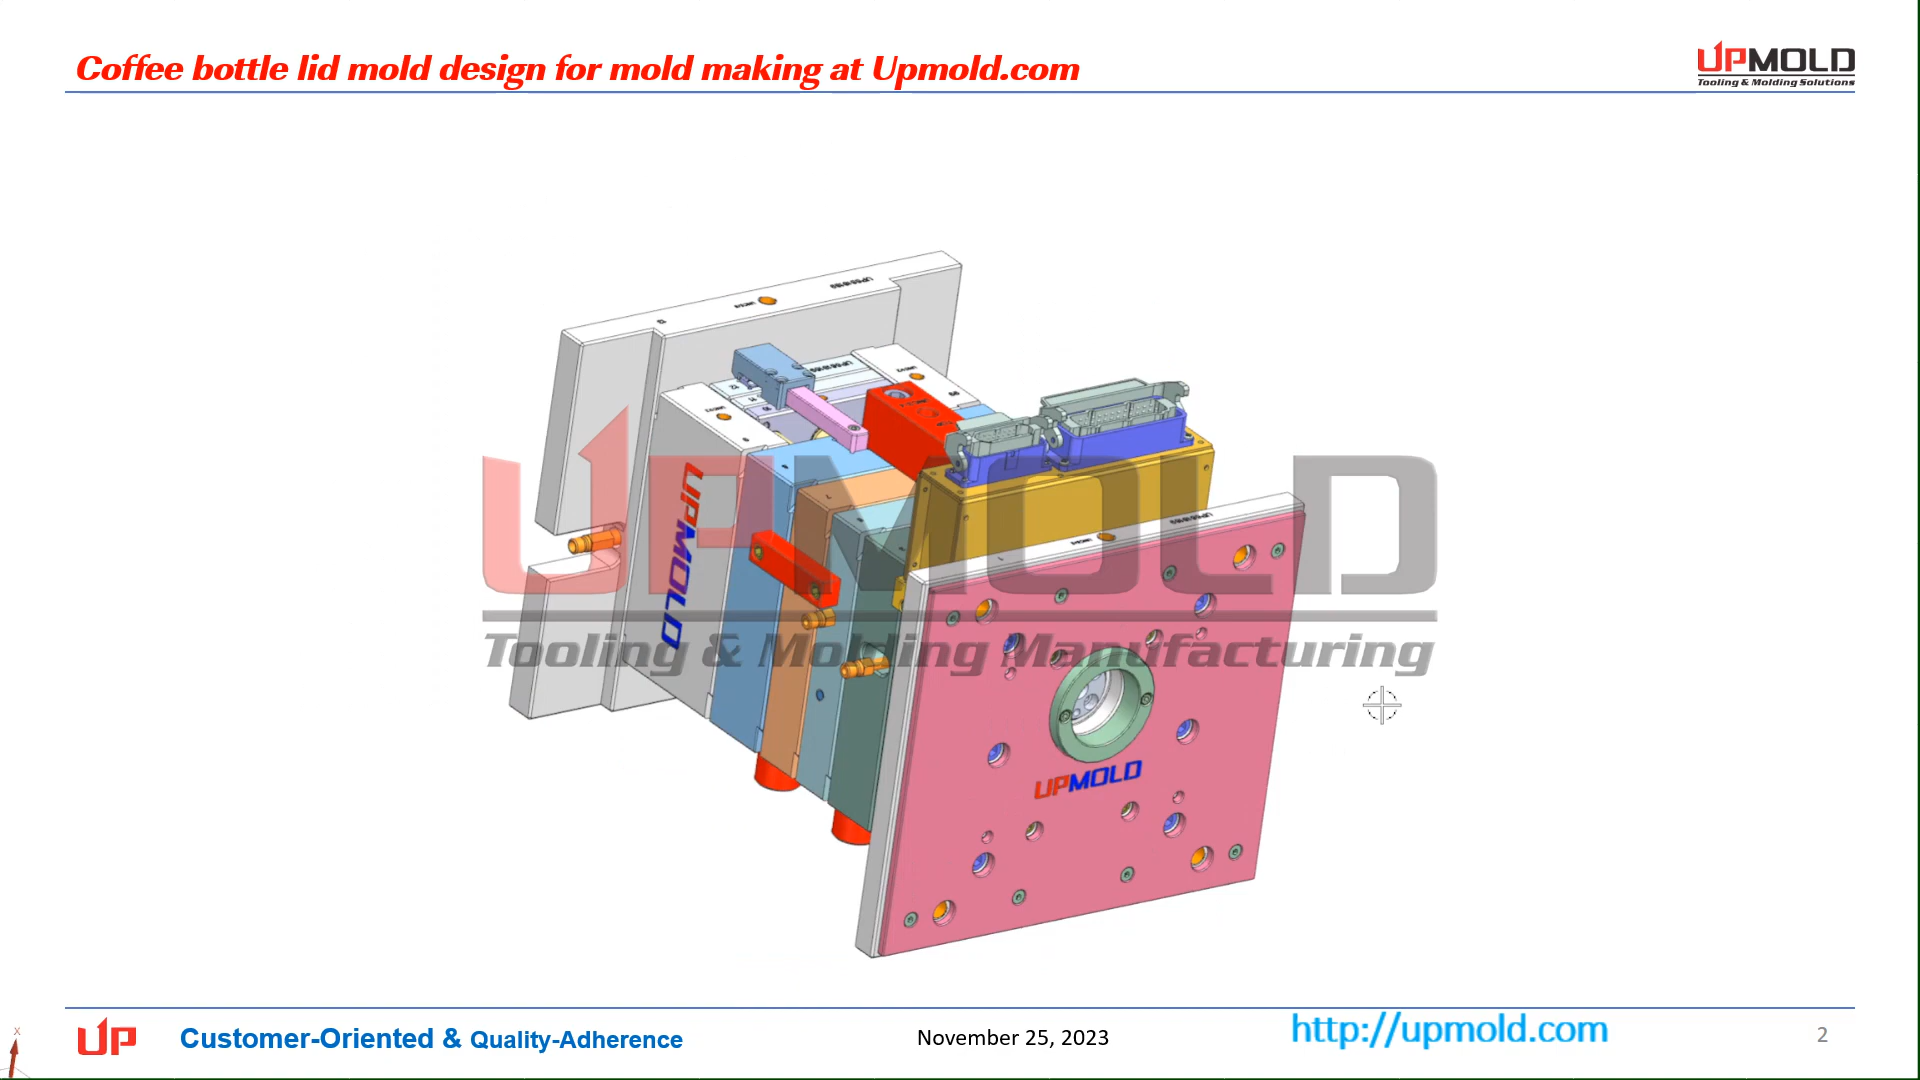 Coffee bottle lid mold design for mold making at Upmold.com
UPMOLD
Tooling & Molding Solutions
UPMOLD
UPMOLD
Tooling & Molding Manufacturing
UPMOLD
UP
Customer-Oriented & Quality-Adherence
November 25, 2023
http://upmold.com
2
X